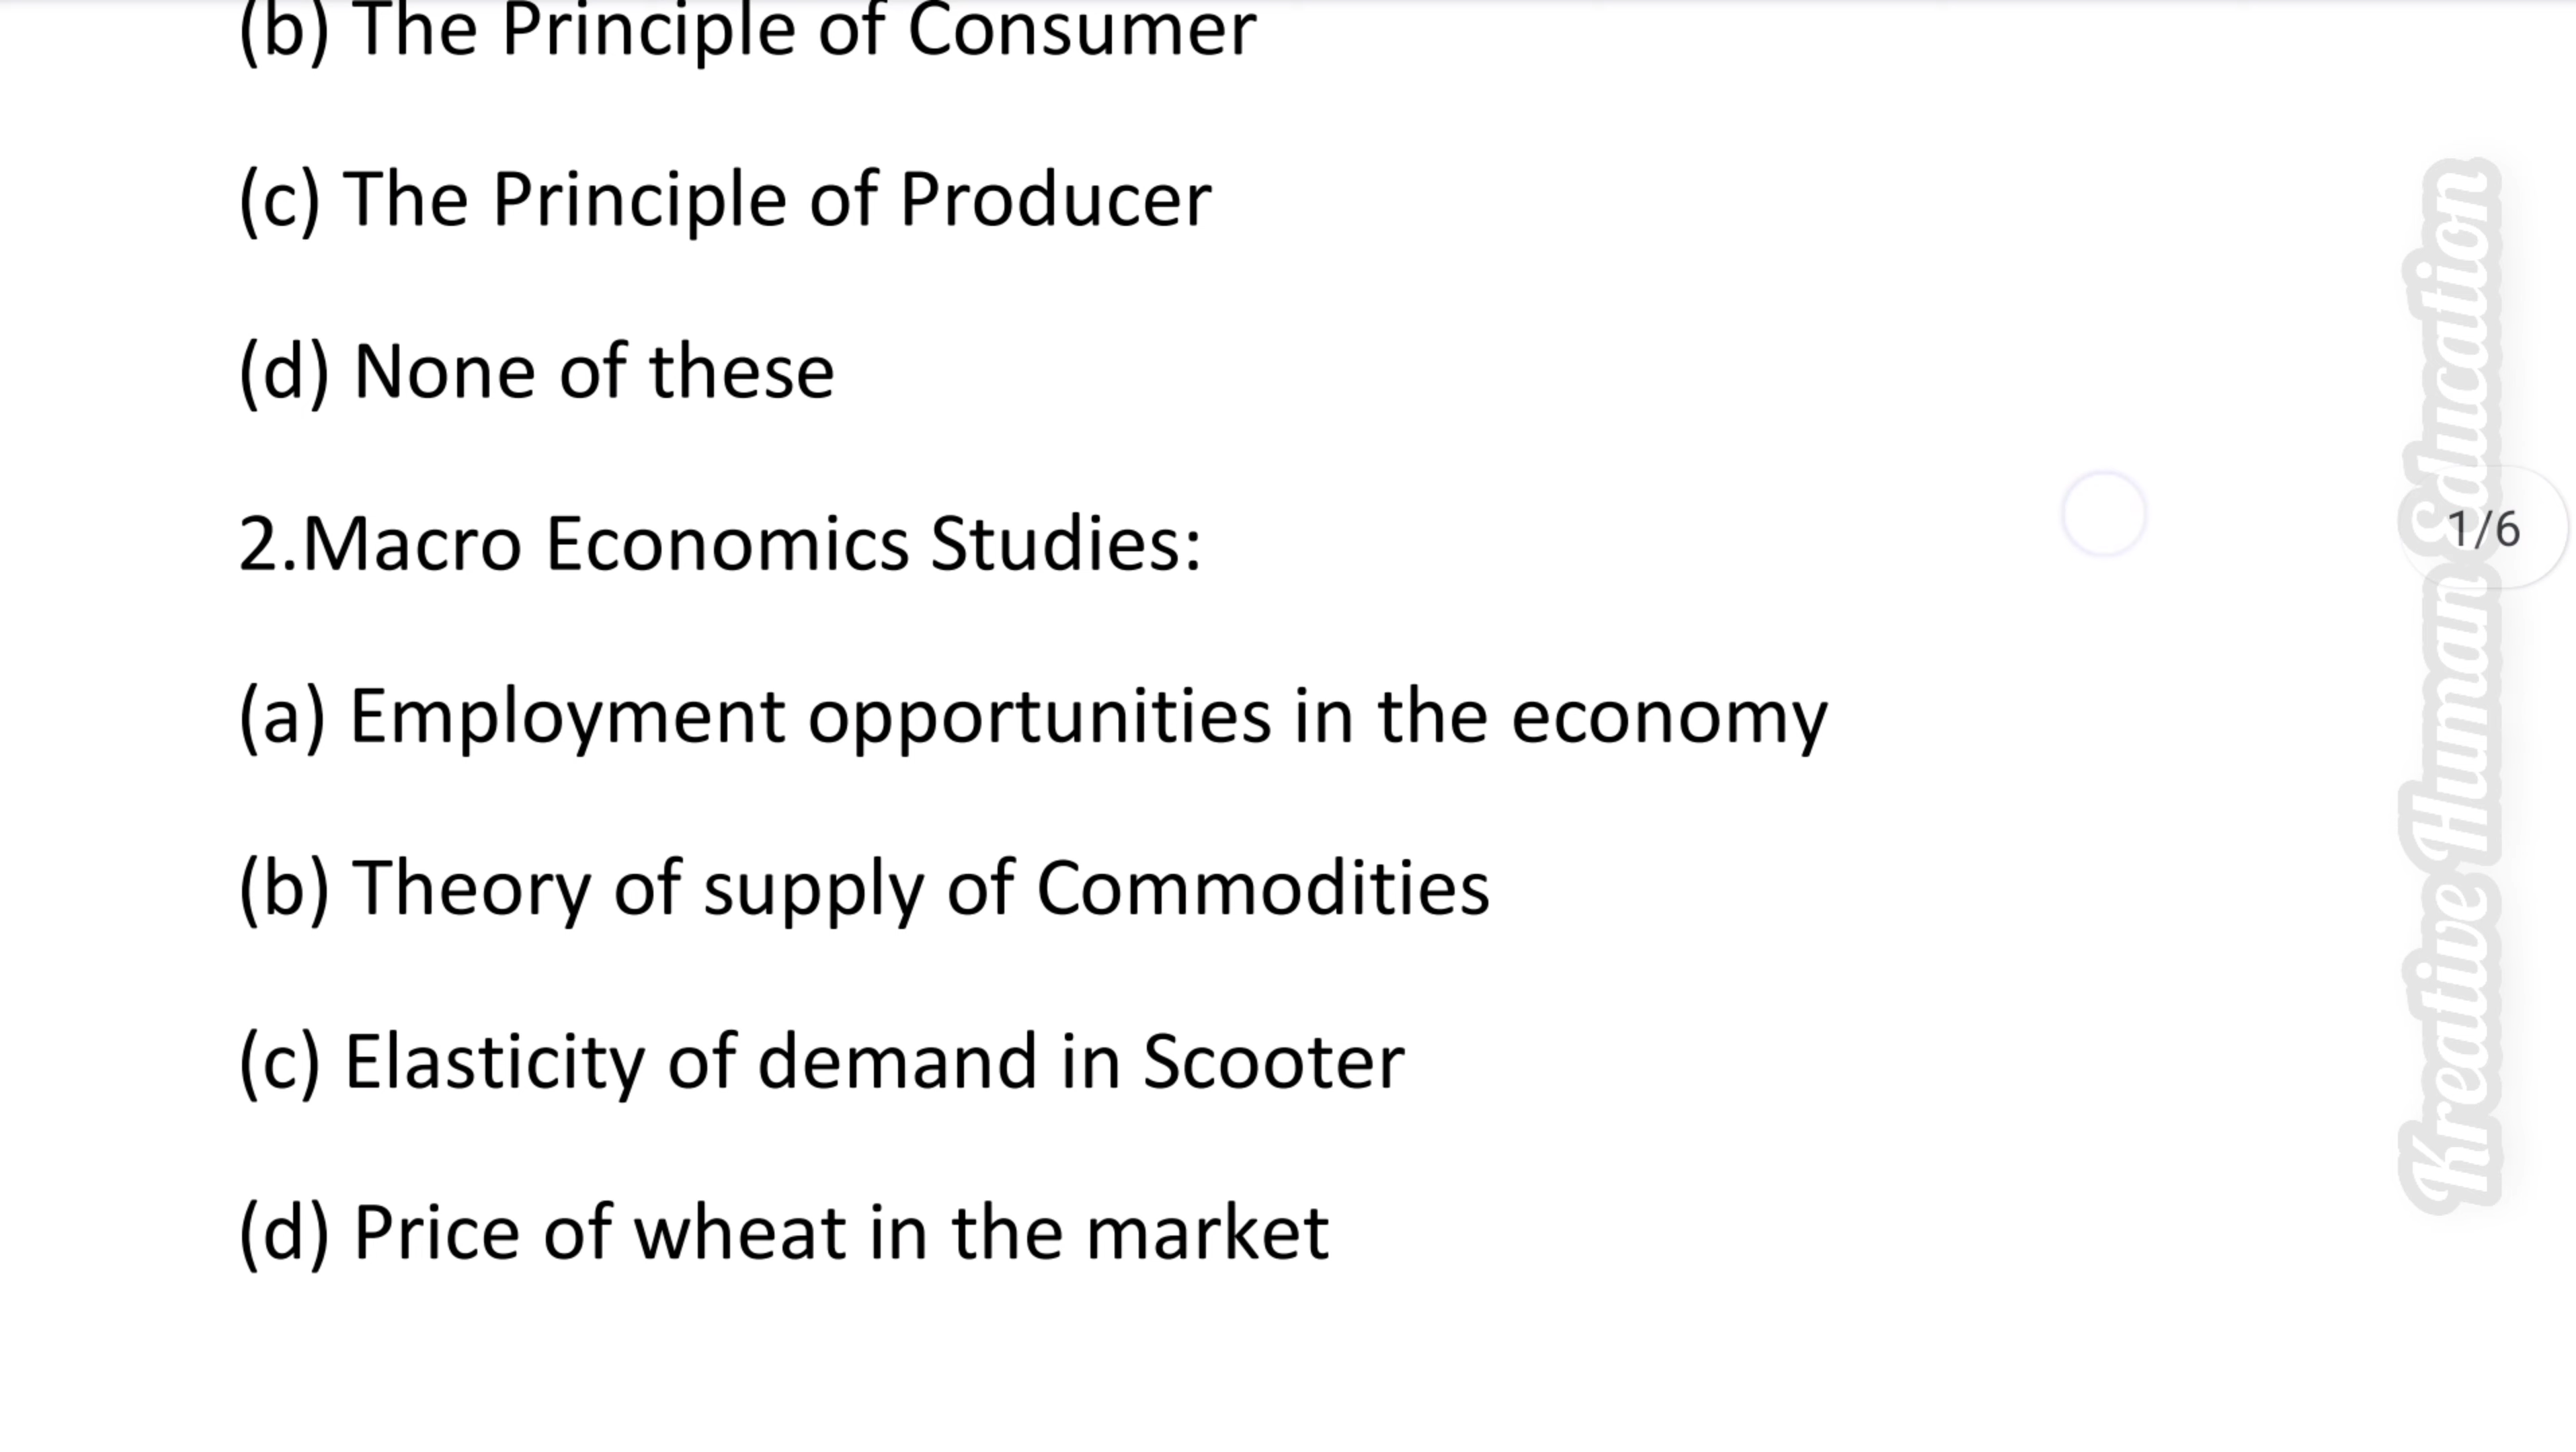 (b) The Principle of Consumer
(c) The Principle of Producer
(d) None of these
2.Macro Economics Studies:
(a) Employment opportunities in the economy
(b) Theory of supply of Commodities
(c) Elasticity of demand in Scooter
(d) Price of wheat in the market
Kreative Human Education
1/6